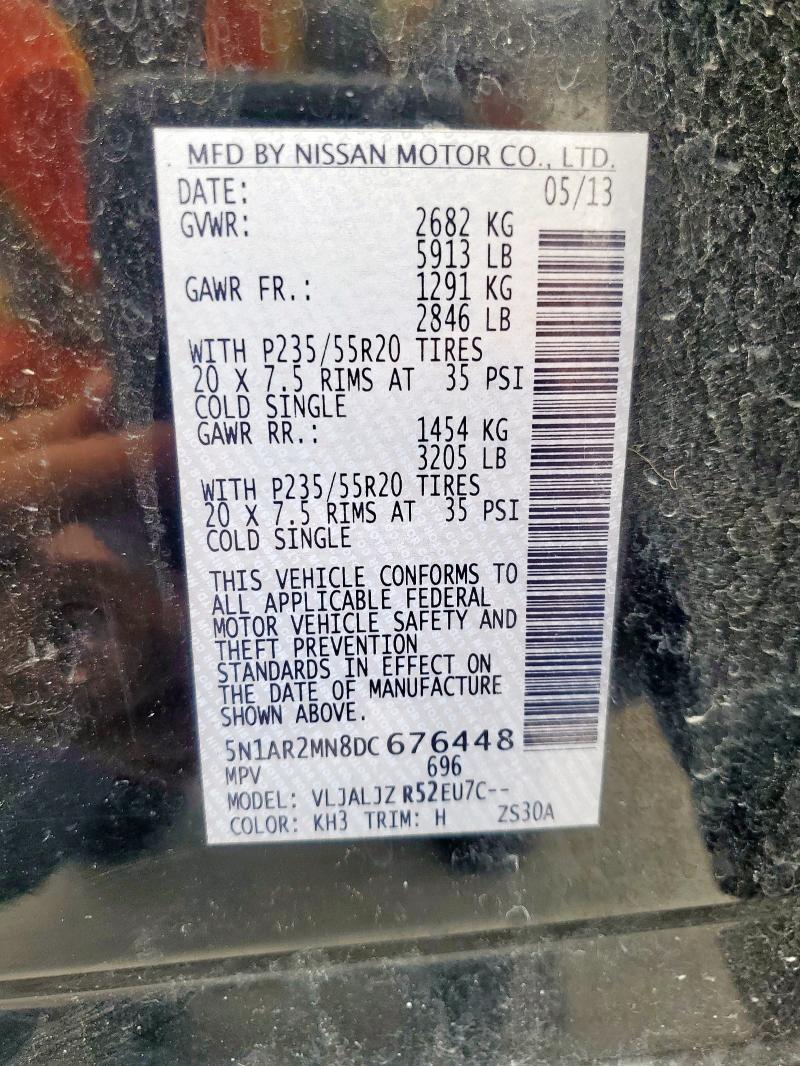 MFD BY NISSAN MOTOR CO., LTD.
DATE: 05/13
GVWR: 2682 KG
5913 LB
GAWR FR.: 1291 KG
2846 LB
WITH P235/55R20 TIRES
20 X 7.5 RIMS AT 35 PSI
COLD SINGLE
GAWR RR.: 1454 KG
3205 LB
WITH P235/55R20 TIRES
20 X 7.5 RIMS AT 35 PSI
COLD SINGLE
THIS VEHICLE CONFORMS TO
ALL APPLICABLE FEDERAL
MOTOR VEHICLE SAFETY AND
THEFT PREVENTION
STANDARDS IN EFFECT ON
THE DATE OF MANUFACTURE
SHOWN ABOVE.
5N1AR2MN8DC676448
MPV 696
MODEL: VLJALJZ R52EU7C--
COLOR: KH3 TRIM: H ZS30A